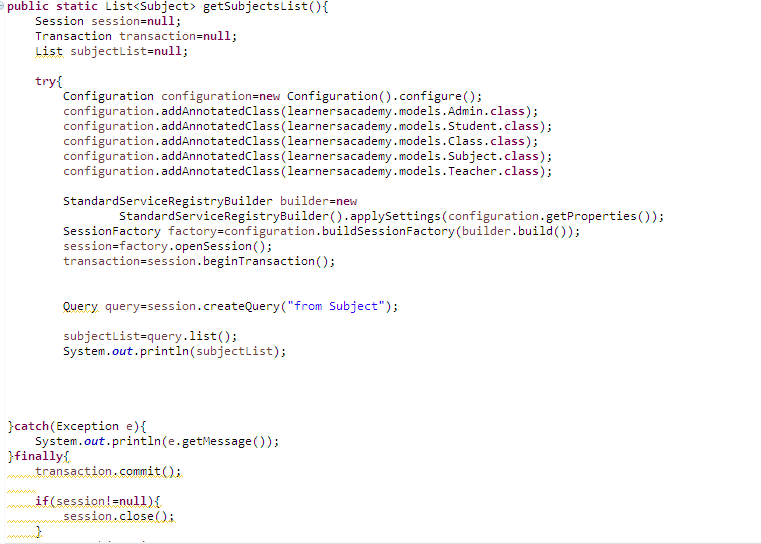 public static List<Subject> getSubjectsList(){
Session session=null;
Transaction transaction=null;
List subjectList=null;
try{
Configuration configuration=new Configuration().configure();
configuration.addAnnotatedClass(learnersacademy.models.Admin.class);
configuration.addAnnotatedClass(learnersacademy.models.Student.class);
configuration.addAnnotatedClass(learnersacademy.models.Class.class);
configuration.addAnnotatedClass(learnersacademy.models.Subject.class);
configuration.addAnnotatedClass(learnersacademy.models.Teacher.class);
StandardServiceRegistryBuilder builder=new
StandardServiceRegistryBuilder().applySettings(configuration.getProperties());
SessionFactory factory=configuration.buildSessionFactory(builder.build());
session=factory.openSession();
transaction=session.beginTransaction();
Query query=session.createQuery("from Subject");
subjectList=query.list();
System.out.println(subjectList);
}catch(Exception e){
System.out.println(e.getMessage());
}finally{
transaction.commit();
if(session!=null){
session.close();
}